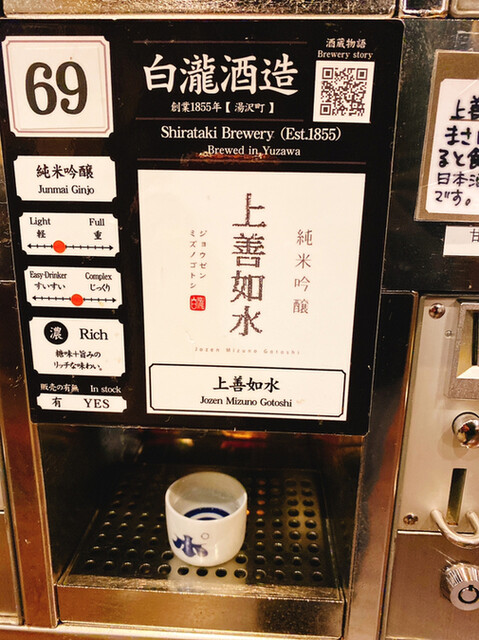 69
白瀧酒造
創業1855年【湯沢町】
Shirataki Brewery (Est.1855)
Brewed in Yuzawa
酒蔵物語
Brewery story
純米吟醸
Junmai Ginjo
Light Full
軽 重
Easy-Drinker Complex
すいすい じっくり
濃 Rich
糖味+旨みの
リッチな味わい。
販売の有無 In stock
有 YES
純米吟醸
上善如水
ジョウゼン
ミズノゴトシ
Jozen Mizuno Gotoshi
上善如水
Jozen Mizuno Gotoshi
上善
まさに
ると飲
日本酒
です。